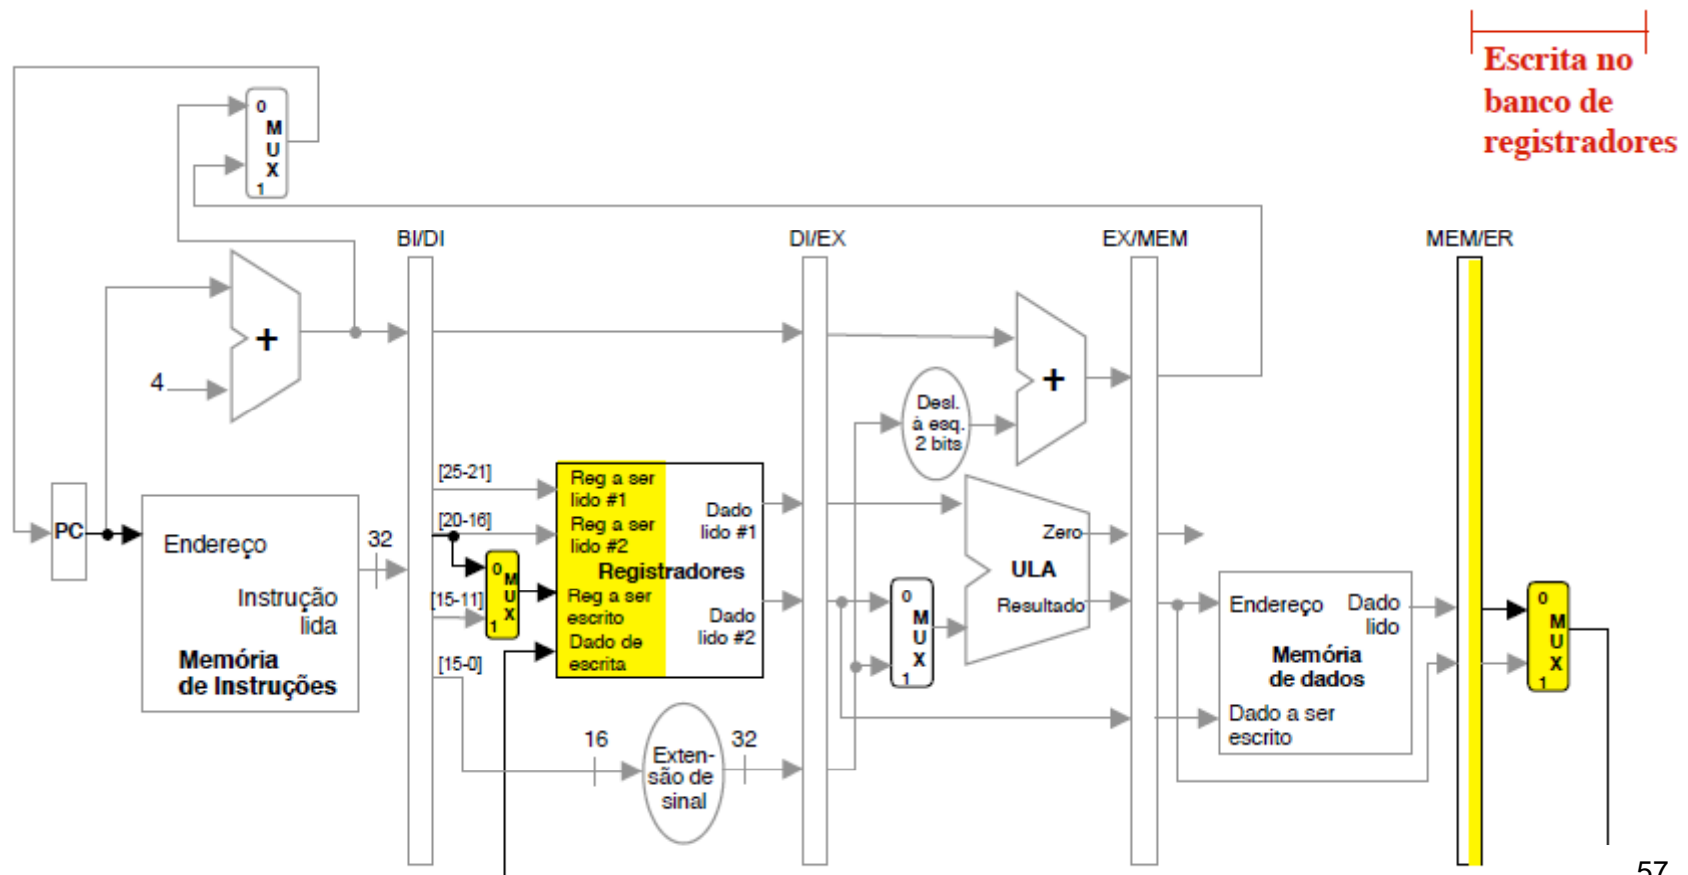 Escrita no
banco de
registradores
0
M
U
X
1
BI/DI
DI/EX
EX/MEM
MEM/ER
+
4
+
Desl.
à esq.
2 bits
[25-21]
[20-16]
[15-11]
[15-0]
PC
Endereço
32
Instrução
lida
Memória
de Instruções
0
M
U
X
1
Reg a ser
lido #1
Reg a ser
lido #2
Registradores
Reg a ser
escrito
Dado de
escrita
Dado
lido #1
Dado
lido #2
16
Exten-
são de
sinal
32
0
M
U
X
1
Zero
ULA
Resultado
Endereço
Dado
lido
Memória
de dados
Dado a ser
escrito
0
M
U
X
1
57